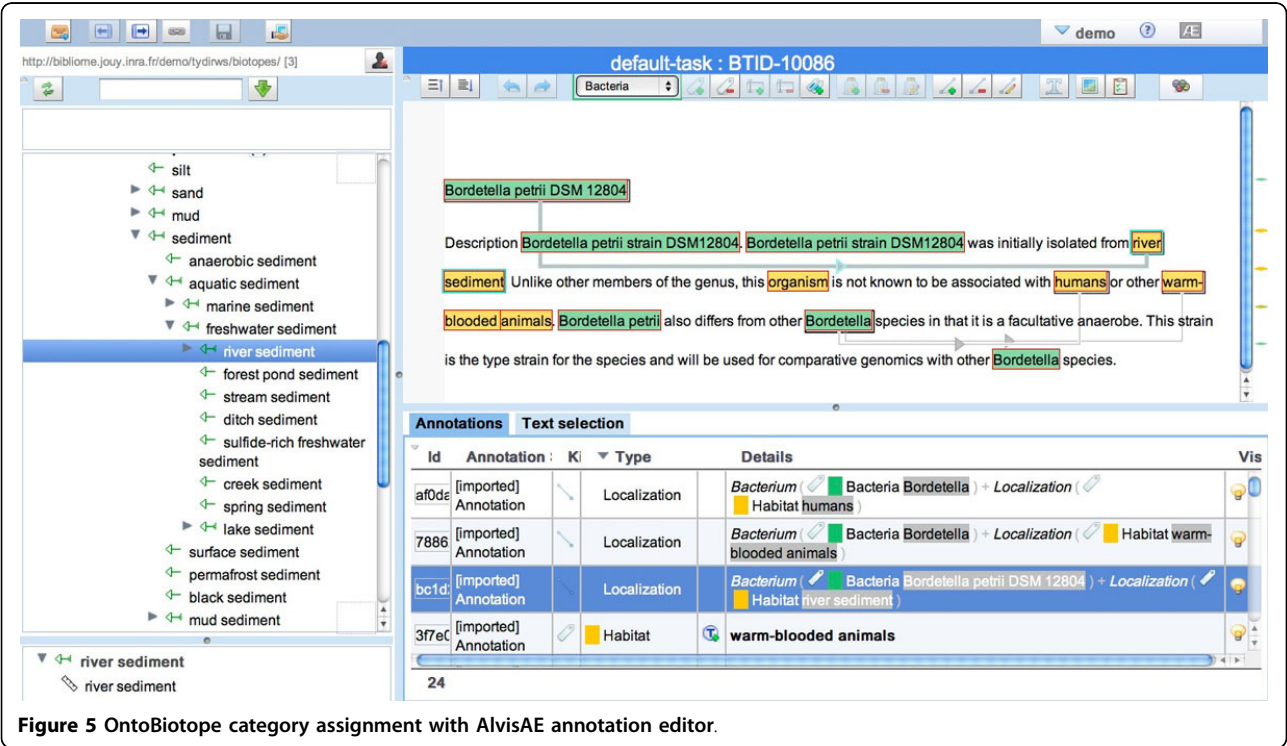 demo
http://bibliome.jouy.inra.fr/demo/tydirws/biotopes/ [3]
default-task : BTID-10086
Bacteria
silt
sand
mud
sediment
anaerobic sediment
aquatic sediment
marine sediment
freshwater sediment
river sediment
forest pond sediment
stream sediment
ditch sediment
sulfide-rich freshwater
sediment
creek sediment
spring sediment
lake sediment
surface sediment
permafrost sediment
black sediment
mud sediment
river sediment
river sediment
Bordetella petrii DSM 12804
Description Bordetella petrii strain DSM12804. Bordetella petrii strain DSM12804 was initially isolated from river
sediment. Unlike other members of the genus, this organism is not known to be associated with humans or other warm-
blooded animals. Bordetella petrii also differs from other Bordetella species in that it is a facultative anaerobe. This strain
is the type strain for the species and will be used for comparative genomics with other Bordetella species.
Annotations Text selection
Id Annotation Ki Type Details Vis
af0da [imported] Annotation Localization Bacterium ( Bacteria Bordetella ) + Localization (
Habitat humans )
7886 [imported] Annotation Localization Bacterium ( Bacteria Bordetella ) + Localization ( Habitat warm-
blooded animals )
bc1d [imported] Annotation Localization Bacterium ( Bacteria Bordetella petrii DSM 12804 ) + Localization (
Habitat river sediment )
3f7e0 [imported] Annotation Habitat warm-blooded animals
24
Figure 5 OntoBiotope category assignment with AlvisAE annotation editor.